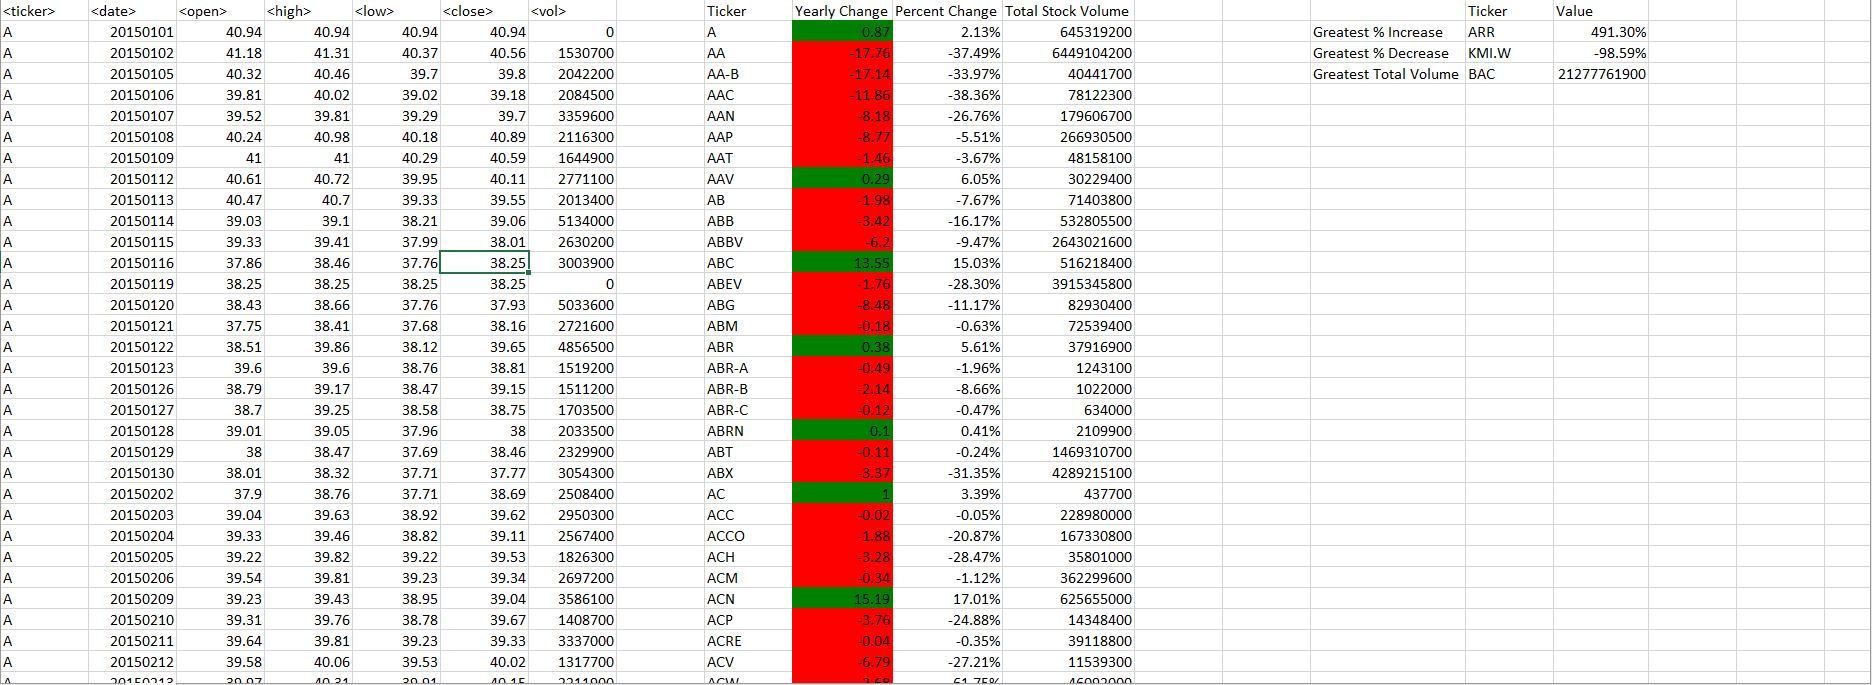 <ticker> <date> <open> <high> <low> <close> <vol> Ticker Yearly Change Percent Change Total Stock Volume Ticker Value
A 20150101 40.94 40.94 40.94 40.94 0 A 0.87 2.13% 645319200 Greatest % Increase ARR 491.30%
A 20150102 41.18 41.31 40.37 40.56 1530700 AA -17.76 -37.49% 6449104200 Greatest % Decrease KMI.W -98.59%
A 20150105 40.32 40.46 39.7 39.8 2042200 AA-B -17.14 -33.97% 40441700 Greatest Total Volume BAC 21277761900
A 20150106 39.81 40.02 39.02 39.18 2084500 AAC -11.86 -38.36% 78122300
A 20150107 39.52 39.81 39.29 39.7 3359600 AAN -8.18 -26.76% 179606700
A 20150108 40.24 40.98 40.18 40.89 2116300 AAP -8.77 -5.51% 266930500
A 20150109 41 41 40.29 40.59 1644900 AAT -1.46 -3.67% 48158100
A 20150112 40.61 40.72 39.95 40.11 2771100 AAV 0.29 6.05% 30229400
A 20150113 40.47 40.7 39.33 39.55 2013400 AB -1.98 -7.67% 71403800
A 20150114 39.03 39.1 38.21 39.06 5134000 ABB -3.42 -16.17% 532805500
A 20150115 39.33 39.41 37.99 38.01 2630200 ABBV -6.2 -9.47% 2643021600
A 20150116 37.86 38.46 37.76 38.25 3003900 ABC 13.55 15.03% 516218400
A 20150119 38.25 38.25 38.25 38.25 0 ABEV -1.76 -28.30% 3915345800
A 20150120 38.43 38.66 37.76 37.93 5033600 ABG -8.48 -11.17% 82930400
A 20150121 37.75 38.41 37.68 38.16 2721600 ABM -0.18 -0.63% 72539400
A 20150122 38.51 39.86 38.12 39.65 4856500 ABR 0.38 5.61% 37916900
A 20150123 39.6 39.6 38.76 38.81 1519200 ABR-A -0.49 -1.96% 1243100
A 20150126 38.79 39.17 38.47 39.15 1511200 ABR-B -2.14 -8.66% 1022000
A 20150127 38.7 39.25 38.58 38.75 1703500 ABR-C -0.12 -0.47% 634000
A 20150128 39.01 39.05 37.96 38 2033500 ABRN 0.1 0.41% 2109900
A 20150129 38 38.47 37.69 38.46 2329900 ABT -0.11 -0.24% 1469310700
A 20150130 38.01 38.32 37.71 37.77 3054300 ABX -3.37 -31.35% 4289215100
A 20150202 37.9 38.76 37.71 38.69 2508400 AC 1 3.39% 437700
A 20150203 39.04 39.63 38.92 39.62 2950300 ACC -0.02 -0.05% 228980000
A 20150204 39.33 39.46 38.82 39.11 2567400 ACCO -1.88 -20.87% 167330800
A 20150205 39.22 39.82 39.22 39.53 1826300 ACH -3.28 -28.47% 35801000
A 20150206 39.54 39.81 39.23 39.34 2697200 ACM -0.34 -1.12% 362299600
A 20150209 39.23 39.43 38.95 39.04 3586100 ACN 15.19 17.01% 625655000
A 20150210 39.31 39.76 38.78 39.67 1408700 ACP -3.76 -24.88% 14348400
A 20150211 39.64 39.81 39.23 39.33 3337000 ACRE -0.04 -0.35% 39118800
A 20150212 39.58 40.06 39.53 40.02 1317700 ACV -6.79 -27.21% 11539300